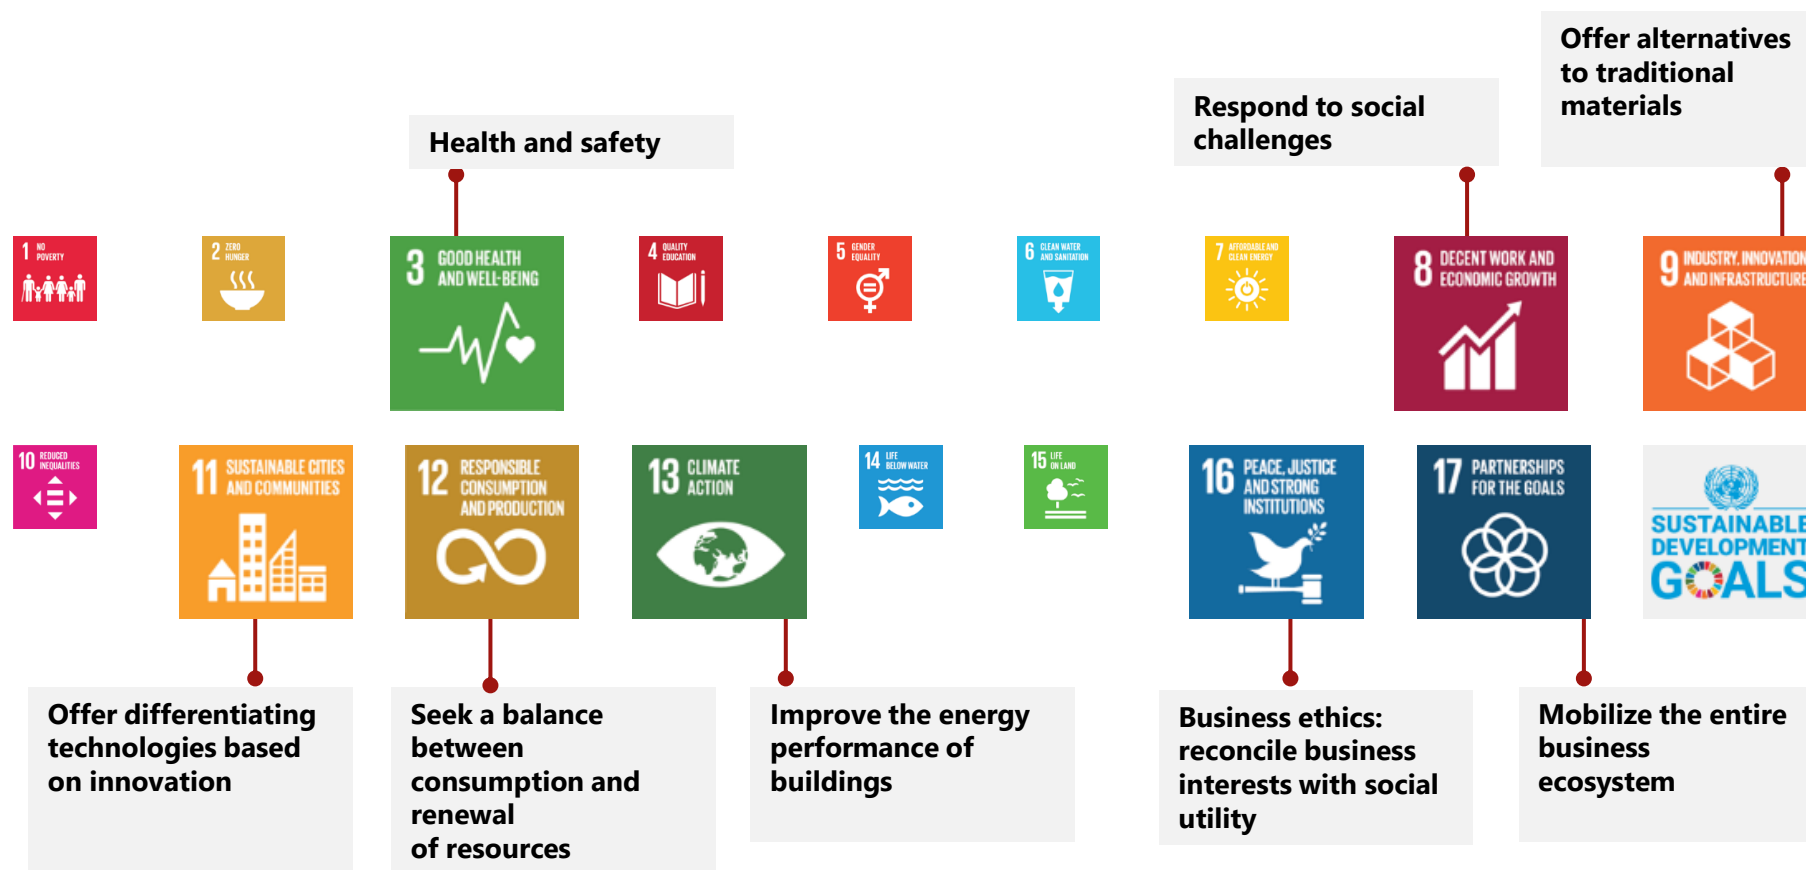 Offer alternatives
to traditional
materials
Respond to social
challenges
Health and safety
1 NO
POVERTY
2 ZERO
HUNGER
3 GOOD HEALTH
AND WELL-BEING
4 QUALITY
EDUCATION
5 GENDER
EQUALITY
6 CLEAN WATER
AND SANITATION
7 AFFORDABLE AND
CLEAN ENERGY
8 DECENT WORK AND
ECONOMIC GROWTH
9 INDUSTRY, INNOVATION
AND INFRASTRUCTURE
10 REDUCED
INEQUALITIES
11 SUSTAINABLE CITIES
AND COMMUNITIES
12 RESPONSIBLE
CONSUMPTION
AND PRODUCTION
13 CLIMATE
ACTION
14 LIFE
BELOW WATER
15 LIFE
ON LAND
16 PEACE, JUSTICE
AND STRONG
INSTITUTIONS
17 PARTNERSHIPS
FOR THE GOALS
SUSTAINABLE
DEVELOPMENT
GOALS
Offer differentiating
technologies based
on innovation
Seek a balance
between
consumption and
renewal
of resources
Improve the energy
performance of
buildings
Business ethics:
reconcile business
interests with social
utility
Mobilize the entire
business
ecosystem